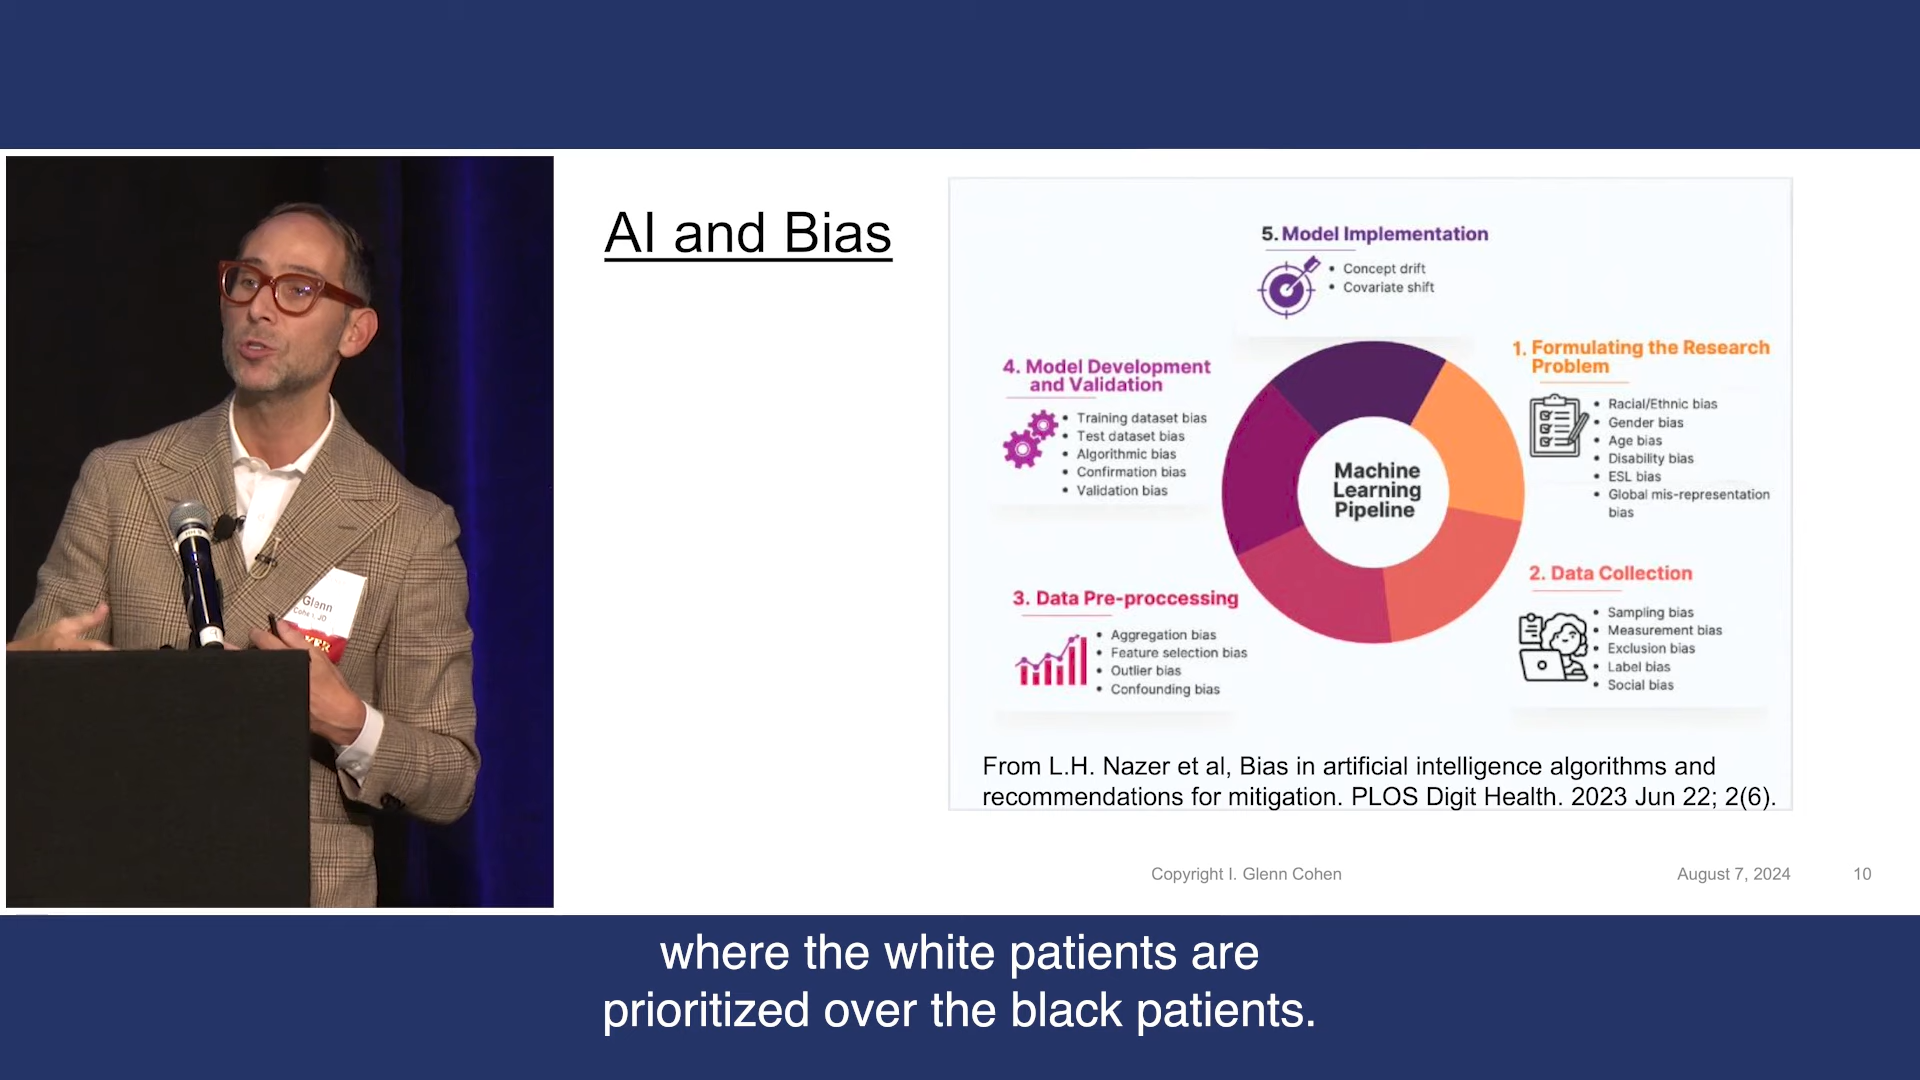 AI and Bias
5. Model Implementation
• Concept drift
• Covariate shift
1. Formulating the Research
Problem
• Racial/Ethnic bias
• Gender bias
• Age bias
• Disability bias
• ESL bias
• Global mis-representation
bias
2. Data Collection
• Sampling bias
• Measurement bias
• Exclusion bias
• Label bias
• Social bias
3. Data Pre-proccessing
• Aggregation bias
• Feature selection bias
• Outlier bias
• Confounding bias
4. Model Development
and Validation
• Training dataset bias
• Test dataset bias
• Algorithmic bias
• Confirmation bias
• Validation bias
Machine
Learning
Pipeline
From L.H. Nazer et al, Bias in artificial intelligence algorithms and
recommendations for mitigation. PLOS Digit Health. 2023 Jun 22; 2(6).
Copyright I. Glenn Cohen
August 7, 2024
10
Glenn
where the white patients are
prioritized over the black patients.